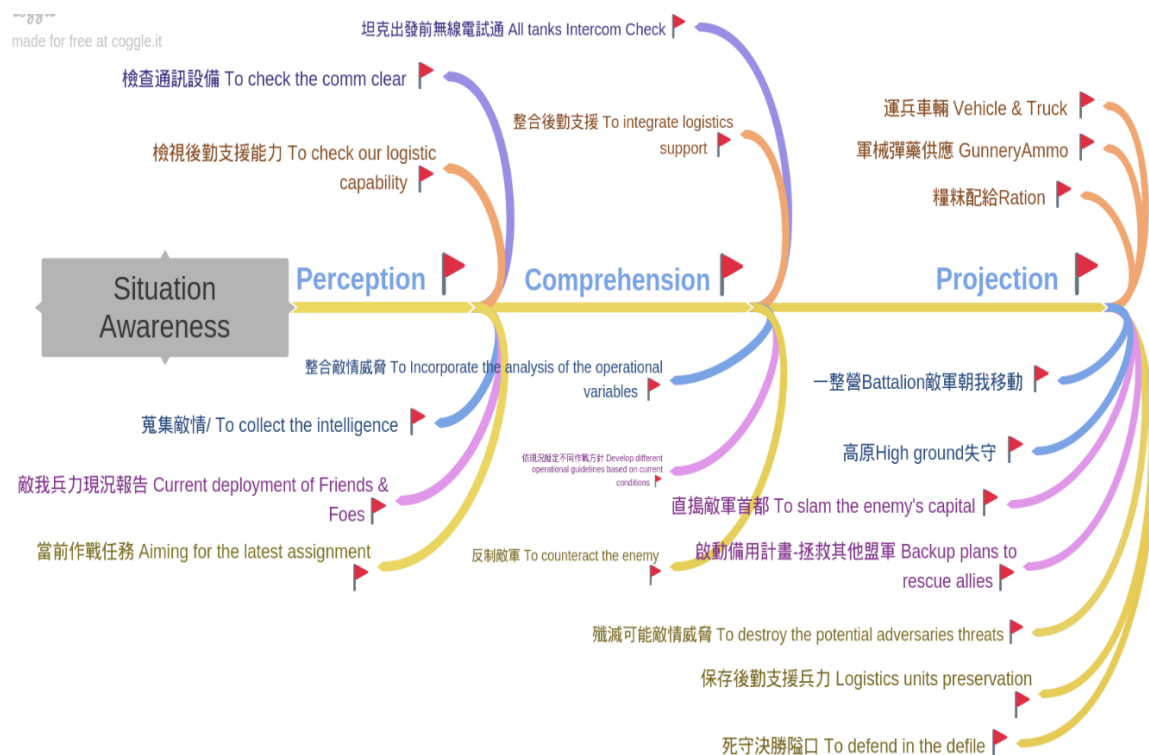 made for free at coggle.it
坦克出發前無線電試通 All tanks Intercom Check
檢查通訊設備 To check the comm clear
整合後勤支援 To integrate logistics
support
檢視後勤支援能力 To check our logistic
capability
運兵車輛 Vehicle & Truck
軍械彈藥供應 GunneryAmmo
糧秣配給Ration
Situation
Awareness
Perception
Comprehension
Projection
整合敵情威脅 To Incorporate the analysis of the operational
variables
蒐集敵情/ To collect the intelligence
敵我兵力現況報告 Current deployment of Friends &
Foes
當前作戰任務 Aiming for the latest assignment
依現況擬定不同作戰方針 Develop different
operational guidelines based on current
conditions
反制敵軍 To counteract the enemy
一整營Battalion敵軍朝我移動
高原High ground失守
直搗敵軍首都 To slam the enemy's capital
啟動備用計畫-拯救其他盟軍 Backup plans to
rescue allies
殲滅可能敵情威脅 To destroy the potential adversaries threats
保存後勤支援兵力 Logistics units preservation
死守決勝隘口 To defend in the defile